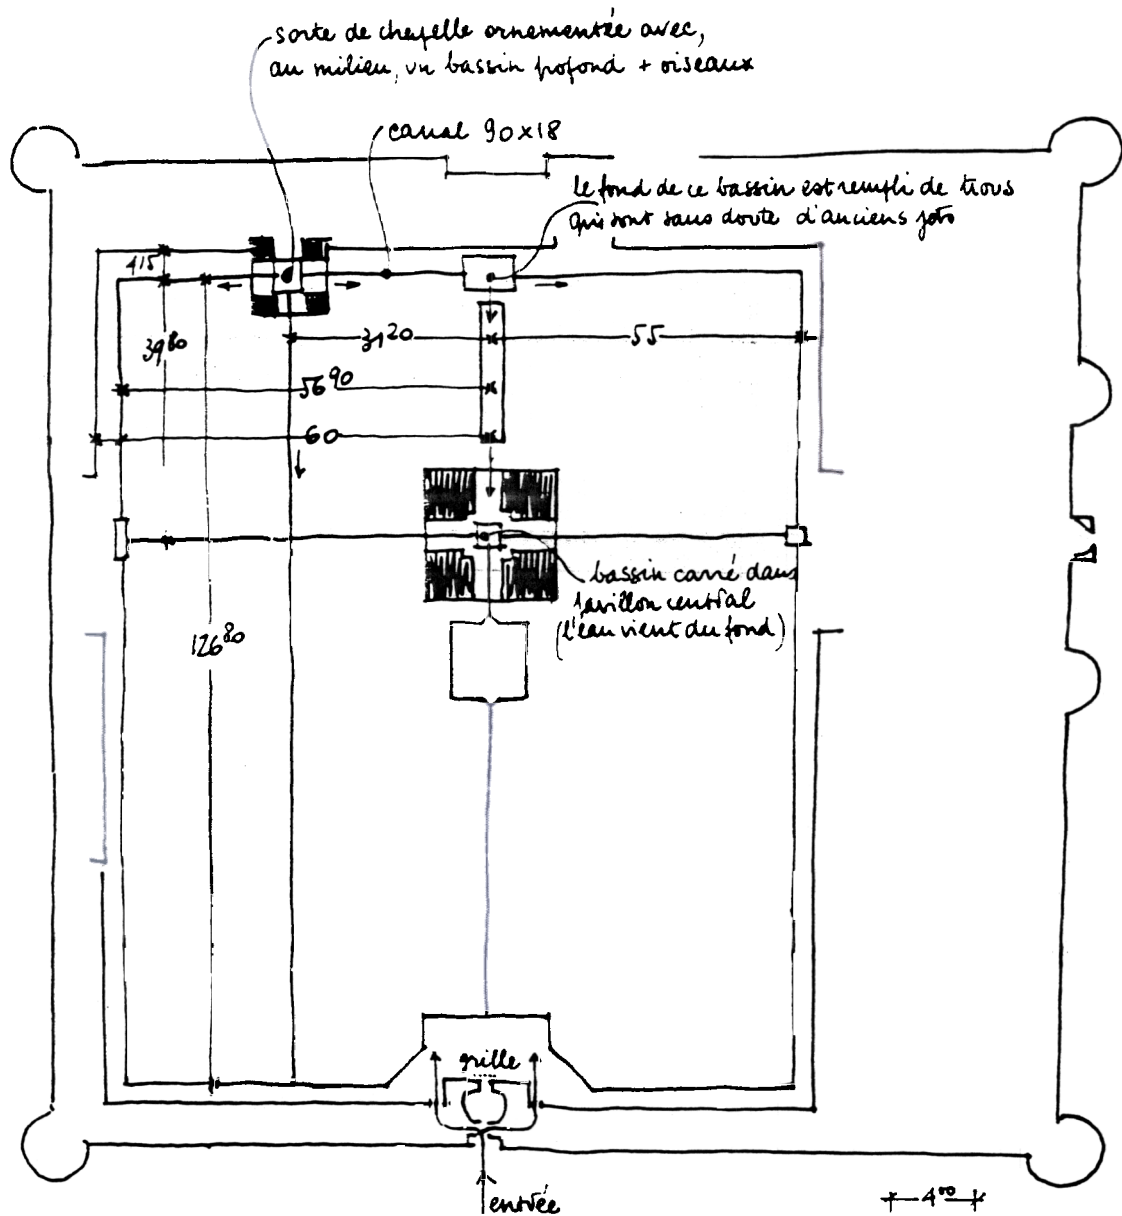 sorte de chapelle ornementée avec,
au milieu, un bassin profond + oiseaux
canal 90x18
le fond de ce bassin est rempli de trous
qui sont sans doute d'anciens jets
415
39⁸⁰
31²⁰
55
56⁹⁰
60
bassin carré dans
pavillon central
(l'eau vient du fond)
126⁸⁰
grille
entrée
4⁰⁰